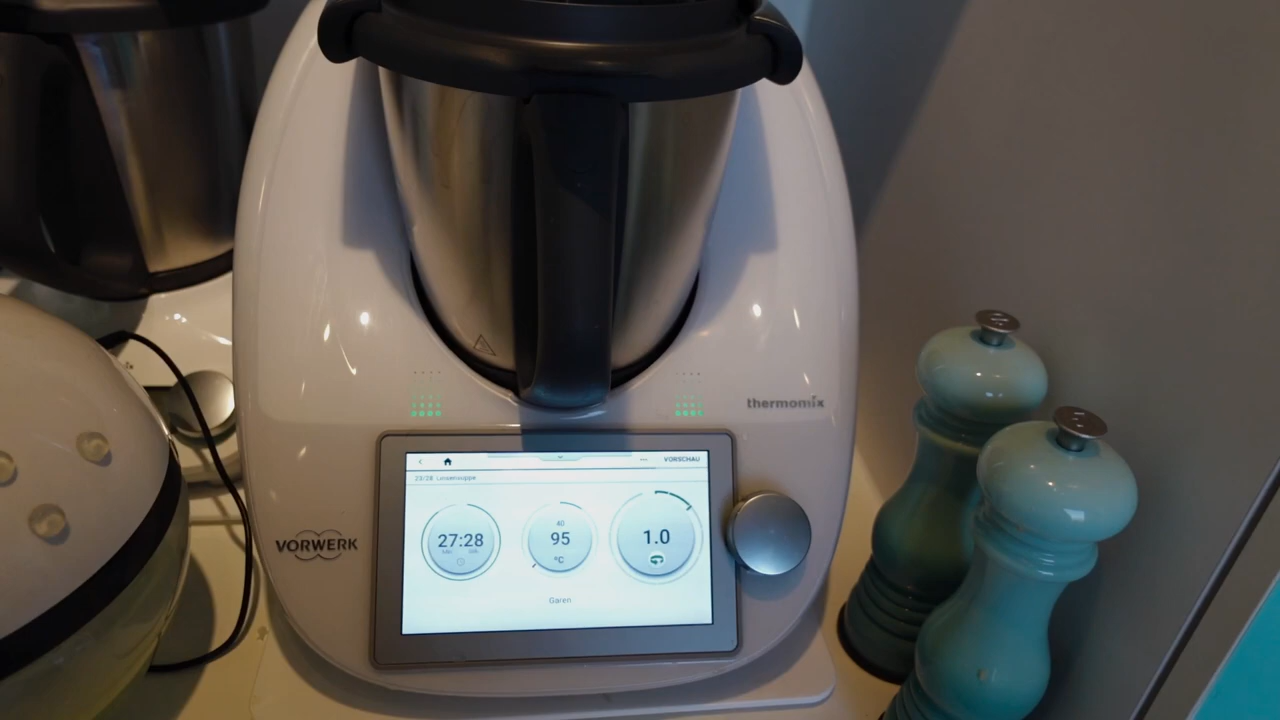 thermomix
VORWERK
VORSCHAU
23/28 Linsensuppe
27:28
Min. Sek.
40
95
°C
1.0
Garen